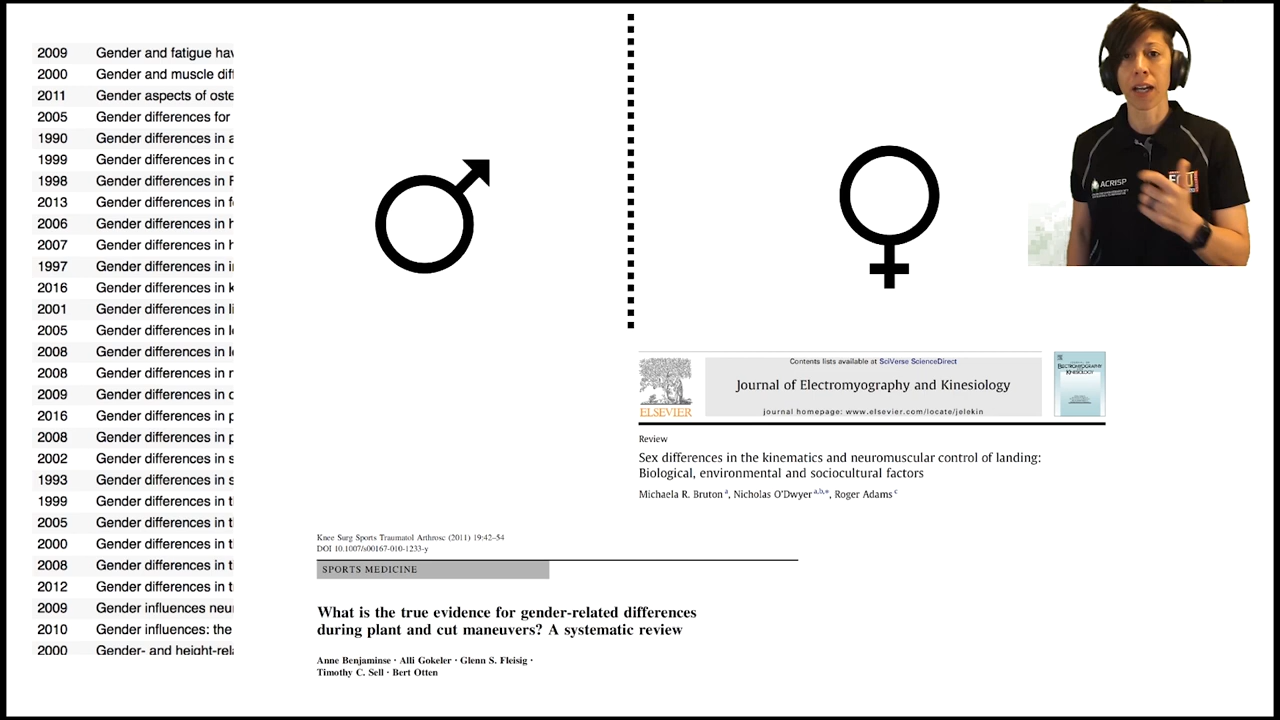 2009 Gender and fatigue hav
2000 Gender and muscle diff
2011 Gender aspects of oste
2005 Gender differences for
1990 Gender differences in a
1999 Gender differences in c
1998 Gender differences in F
2013 Gender differences in fe
2006 Gender differences in h
2007 Gender differences in h
1997 Gender differences in i
2016 Gender differences in k
2001 Gender differences in li
2005 Gender differences in l
2008 Gender differences in l
2008 Gender differences in r
2009 Gender differences in c
2016 Gender differences in p
2008 Gender differences in p
2002 Gender differences in s
1993 Gender differences in s
1999 Gender differences in t
2005 Gender differences in t
2000 Gender differences in t
2008 Gender differences in t
2012 Gender differences in t
2009 Gender influences neu
2010 Gender influences: the
2000 Gender- and height-rel
ACRISP
ELSEVIER
Contents lists available at SciVerse ScienceDirect
Journal of Electromyography and Kinesiology
journal homepage: www.elsevier.com/locate/jelekin
ELECTROMYOGRAPHY
KINESIOLOGY
Review
Sex differences in the kinematics and neuromuscular control of landing:
Biological, environmental and sociocultural factors
Michaela R. Bruton a, Nicholas O'Dwyer a,b,*, Roger Adams c
Knee Surg Sports Traumatol Arthrosc (2011) 19:42–54
DOI 10.1007/s00167-010-1233-y
SPORTS MEDICINE
What is the true evidence for gender-related differences
during plant and cut maneuvers? A systematic review
Anne Benjaminse · Alli Gokeler · Glenn S. Fleisig ·
Timothy C. Sell · Bert Otten